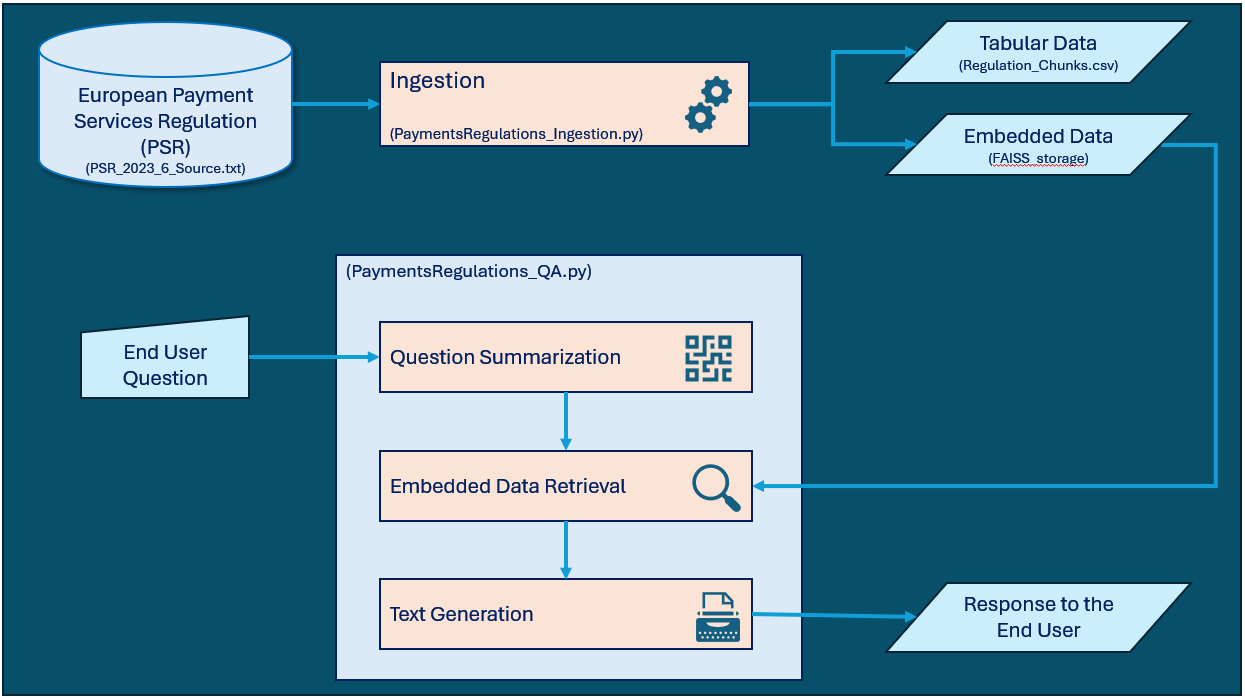 European Payment
Services Regulation
(PSR)
(PSR_2023_6_Source.txt)
Ingestion
(PaymentsRegulations_Ingestion.py)
Tabular Data
(Regulation_Chunks.csv)
Embedded Data
(FAISS_storage)
(PaymentsRegulations_QA.py)
End User
Question
Question Summarization
Embedded Data Retrieval
Text Generation
Response to the
End User